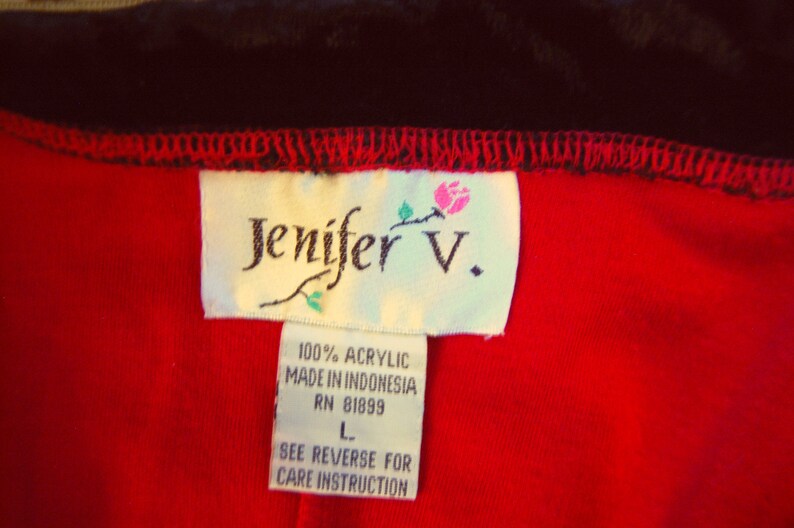 Jenifer V.
100% ACRYLIC
MADE IN INDONESIA
RN 81899
L
SEE REVERSE FOR
CARE INSTRUCTION